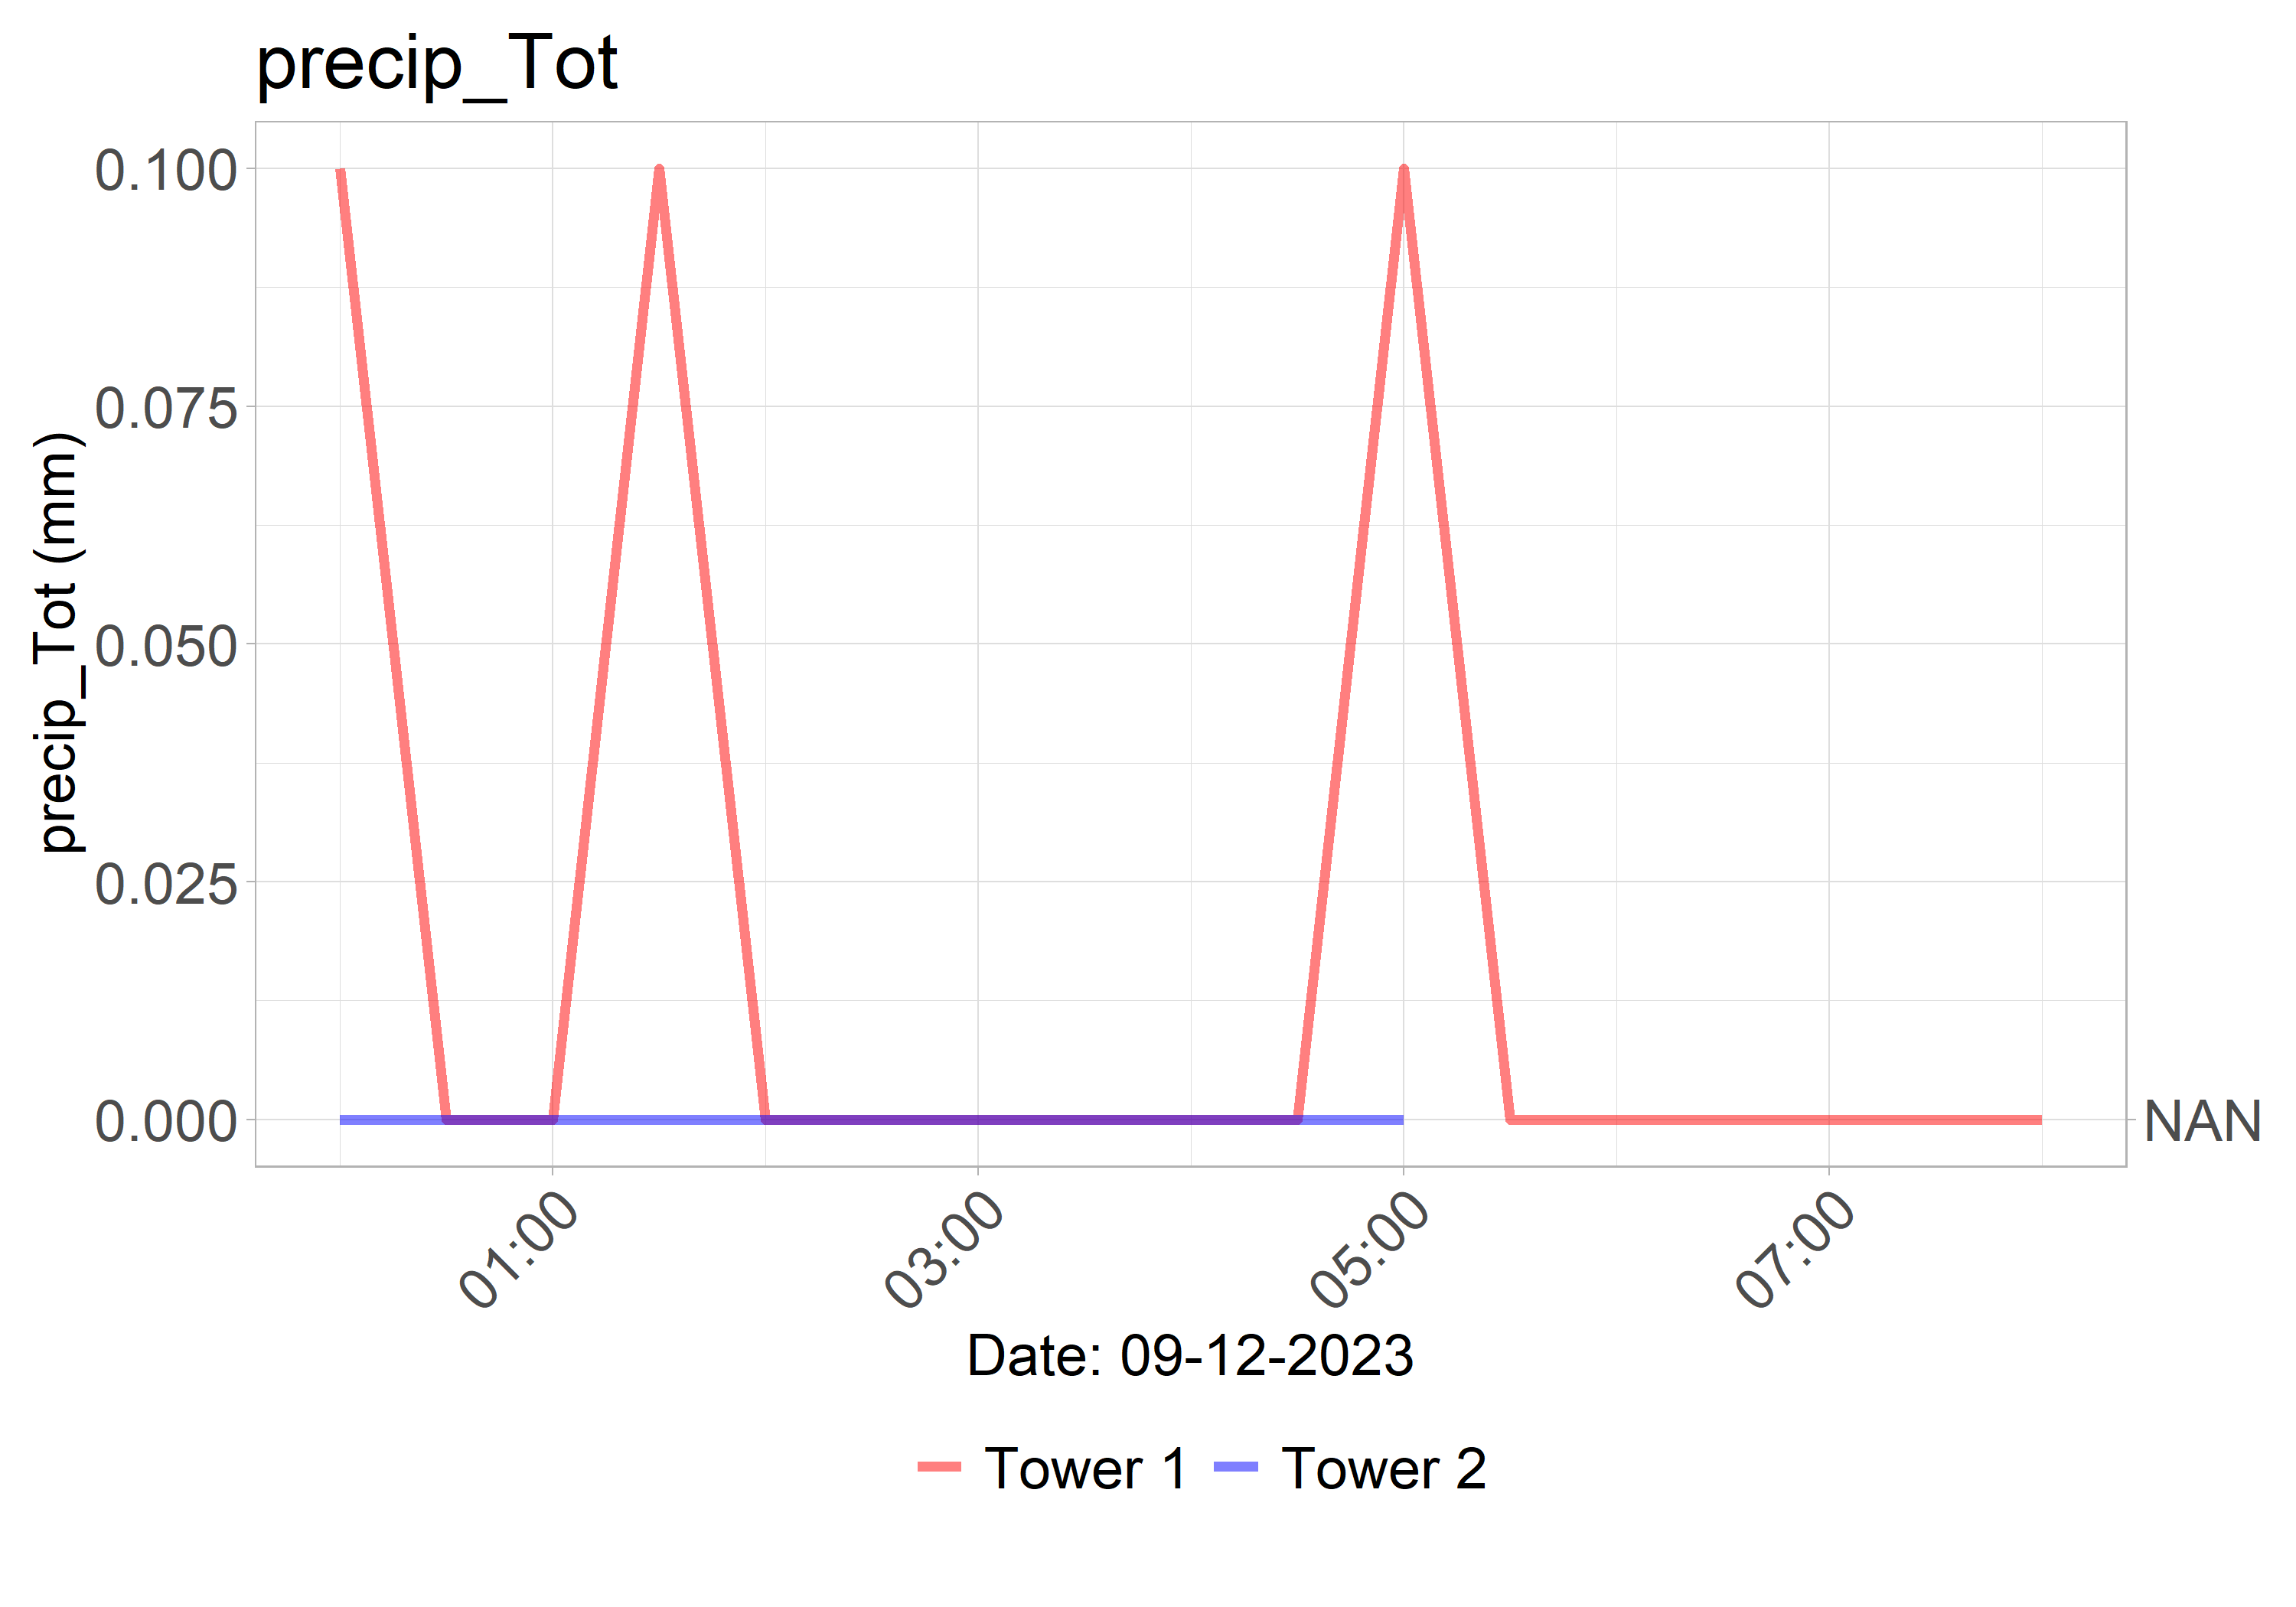 precip_Tot
0.100
0.075
0.050
0.025
0.000
precip_Tot (mm)
NAN
01:00
03:00
05:00
07:00
Date: 09-12-2023
Tower 1
Tower 2